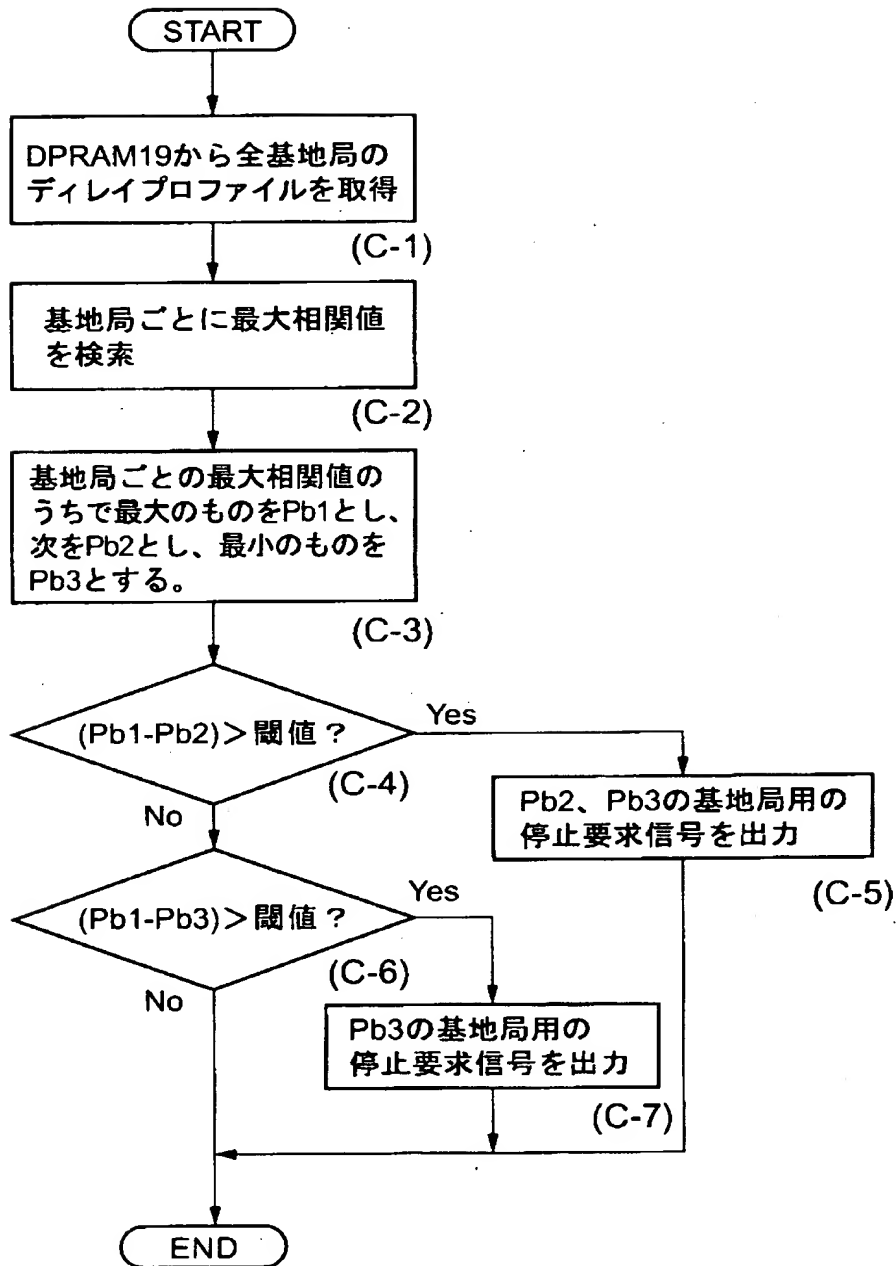 START
DPRAM19から全基地局の
ディレイプロファイルを取得
(C-1)
基地局ごとに最大相関値
を検索
(C-2)
基地局ごとの最大相関値の
うちで最大のものをPb1とし、
次をPb2とし、最小のものを
Pb3とする。
(C-3)
(Pb1-Pb2)＞閾値？
Yes
(C-4)
No
Pb2、Pb3の基地局用の
停止要求信号を出力
(C-5)
(Pb1-Pb3)＞閾値？
Yes
(C-6)
No
Pb3の基地局用の
停止要求信号を出力
(C-7)
END